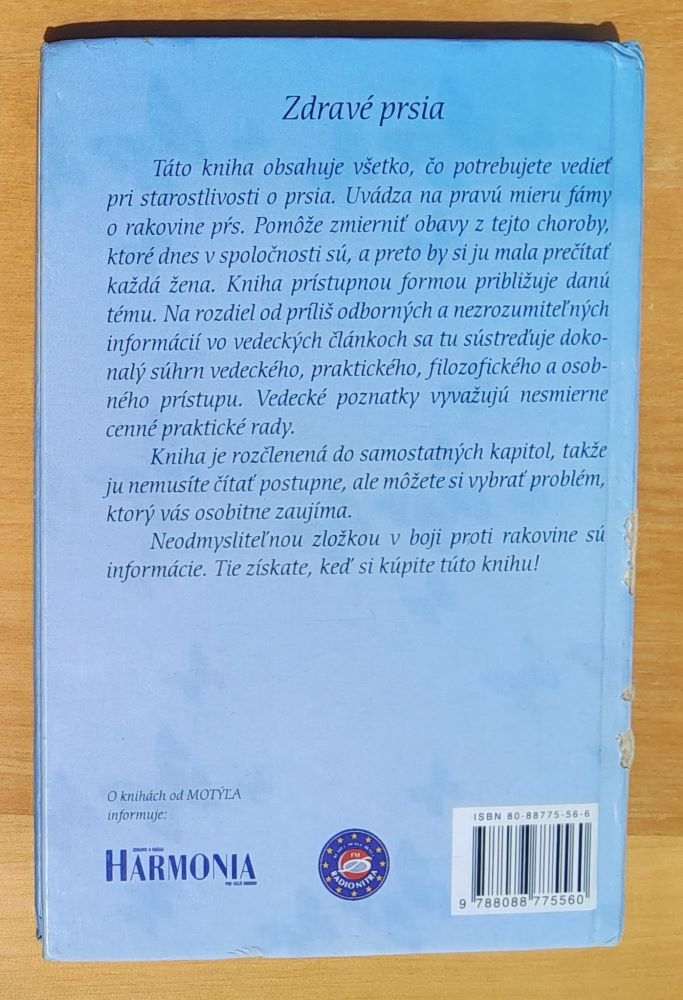 Zdravé prsia
Táto kniha obsahuje všetko, čo potrebujete vedieť
pri starostlivosti o prsia. Uvádza na pravú mieru fámy
o rakovine pŕs. Pomôže zmierniť obavy z tejto choroby,
ktoré dnes v spoločnosti sú, a preto by si ju mala prečítať
každá žena. Kniha prístupnou formou približuje danú
tému. Na rozdiel od príliš odborných a nezrozumiteľných
informácií vo vedeckých článkoch sa tu sústreďuje doko-
nalý súhrn vedeckého, praktického, filozofického a osob-
ného prístupu. Vedecké poznatky vyvažujú nesmierne
cenné praktické rady.
Kniha je rozčlenená do samostatných kapitol, takže
ju nemusíte čítať postupne, ale môžete si vybrať problém,
ktorý vás osobitne zaujíma.
Neodmysliteľnou zložkou v boji proti rakovine sú
informácie. Tie získate, keď si kúpite túto knihu!
O knihách od MOTÝĽA
informuje:
HARMONIA
FM
RADIO NITRA
ISBN 80-88775-56-6
9 788088 775560